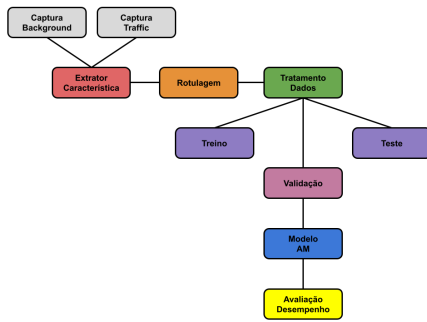 Captura
Background
Captura
Traffic
Extrator
Característica
Rotulagem
Tratamento
Dados
Treino
Teste
Validação
Modelo
AM
Avaliação
Desempenho